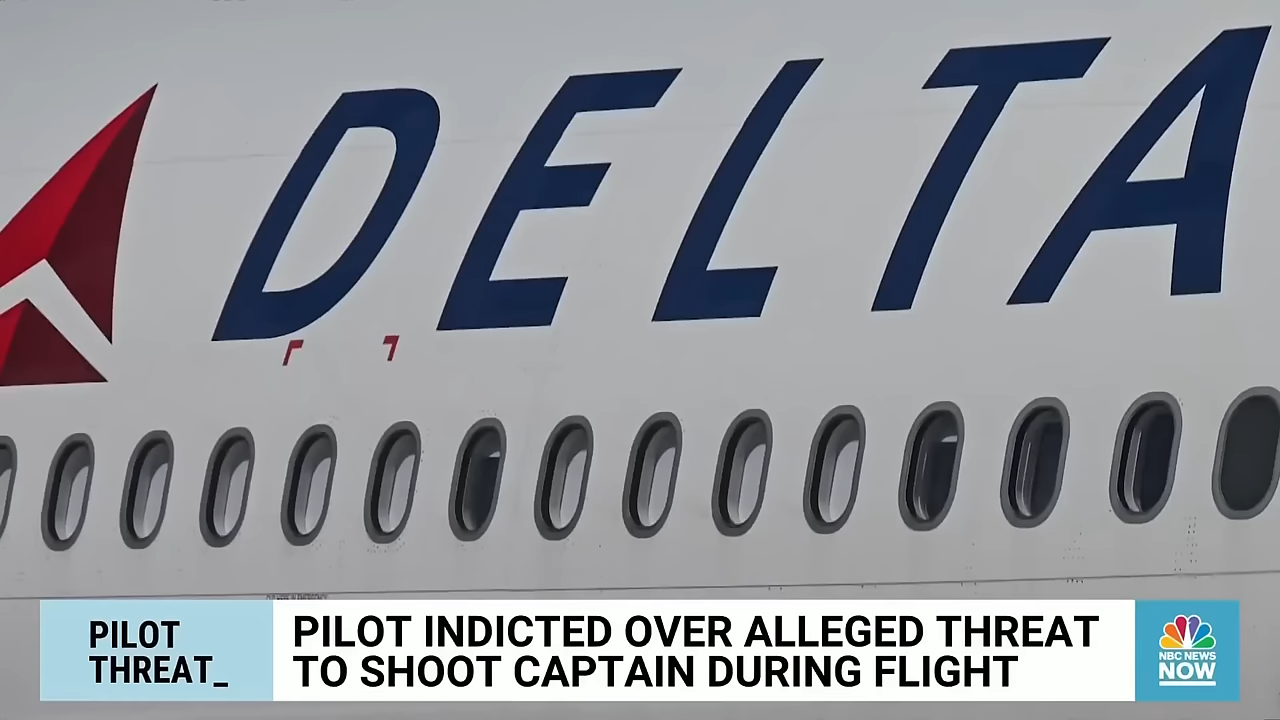 DELTA
PILOT
THREAT_
PILOT INDICTED OVER ALLEGED THREAT
TO SHOOT CAPTAIN DURING FLIGHT
NBC NEWS
NOW